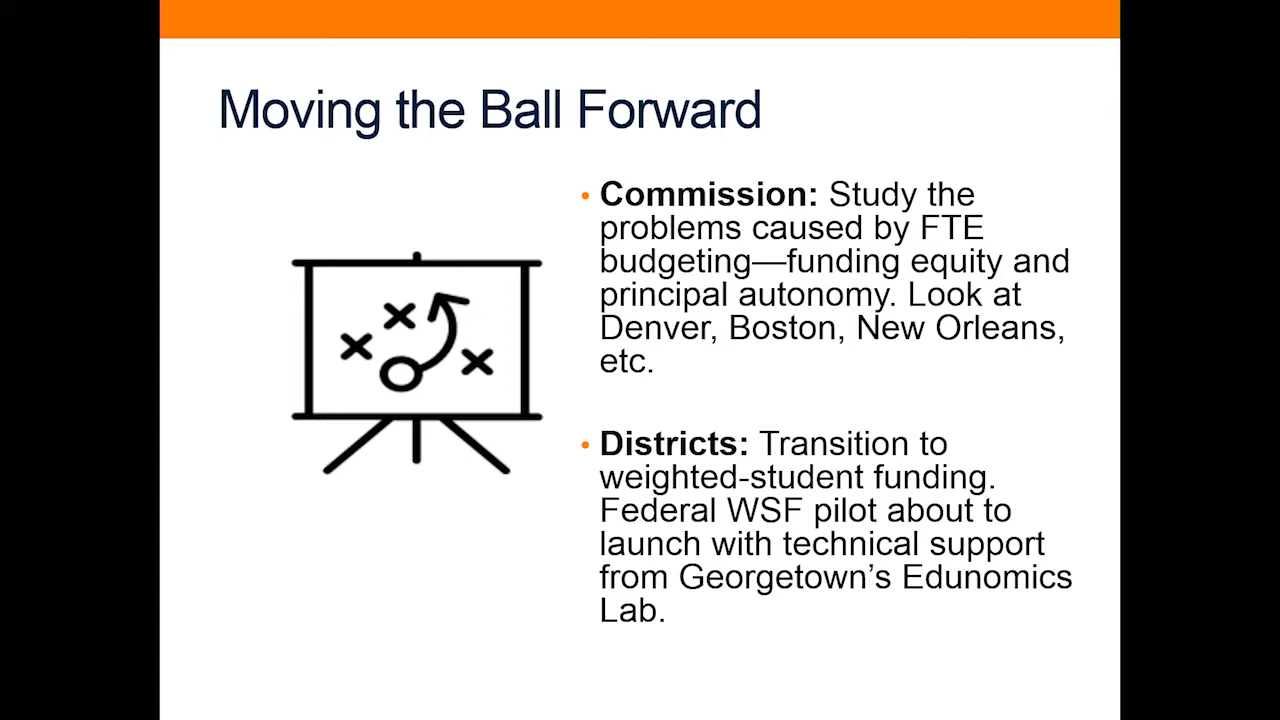 Moving the Ball Forward
• Commission: Study the
problems caused by FTE
budgeting—funding equity and
principal autonomy. Look at
Denver, Boston, New Orleans,
etc.
• Districts: Transition to
weighted-student funding.
Federal WSF pilot about to
launch with technical support
from Georgetown’s Edunomics
Lab.